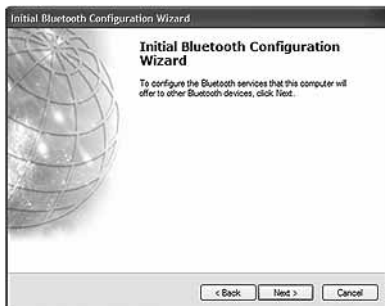 Initial Bluetooth Configuration Wizard
Initial Bluetooth Configuration
Wizard
To configure the Bluetooth services that this computer will
offer to other Bluetooth devices, click Next.
< Back Next > Cancel